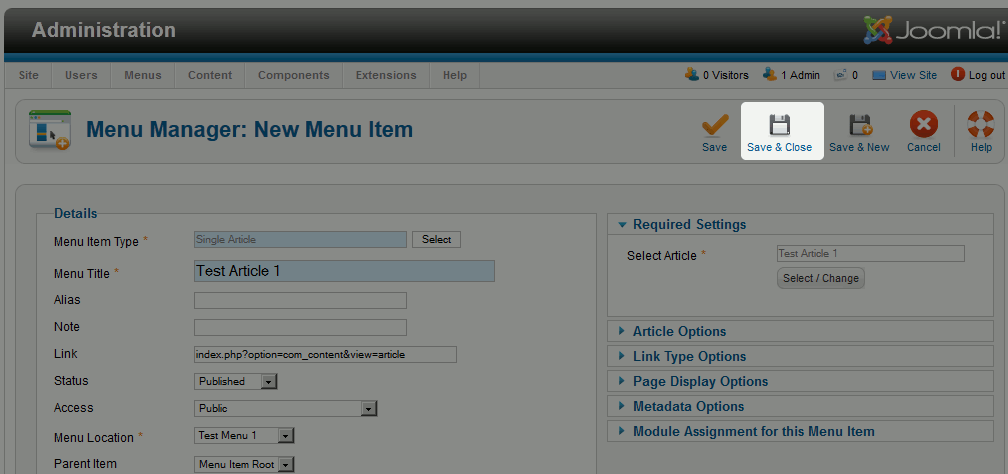 Administration
Joomla!
Site Users Menus Content Components Extensions Help
0 Visitors 1 Admin 0 View Site Log out
Menu Manager: New Menu Item
Save Save & Close Save & New Cancel Help
Details
Menu Item Type * Single Article Select
Menu Title * Test Article 1
Alias
Note
Link index.php?option=com_content&view=article
Status Published
Access Public
Menu Location * Test Menu 1
Parent Item Menu Item Root
Required Settings
Select Article * Test Article 1
Select / Change
Article Options
Link Type Options
Page Display Options
Metadata Options
Module Assignment for this Menu Item